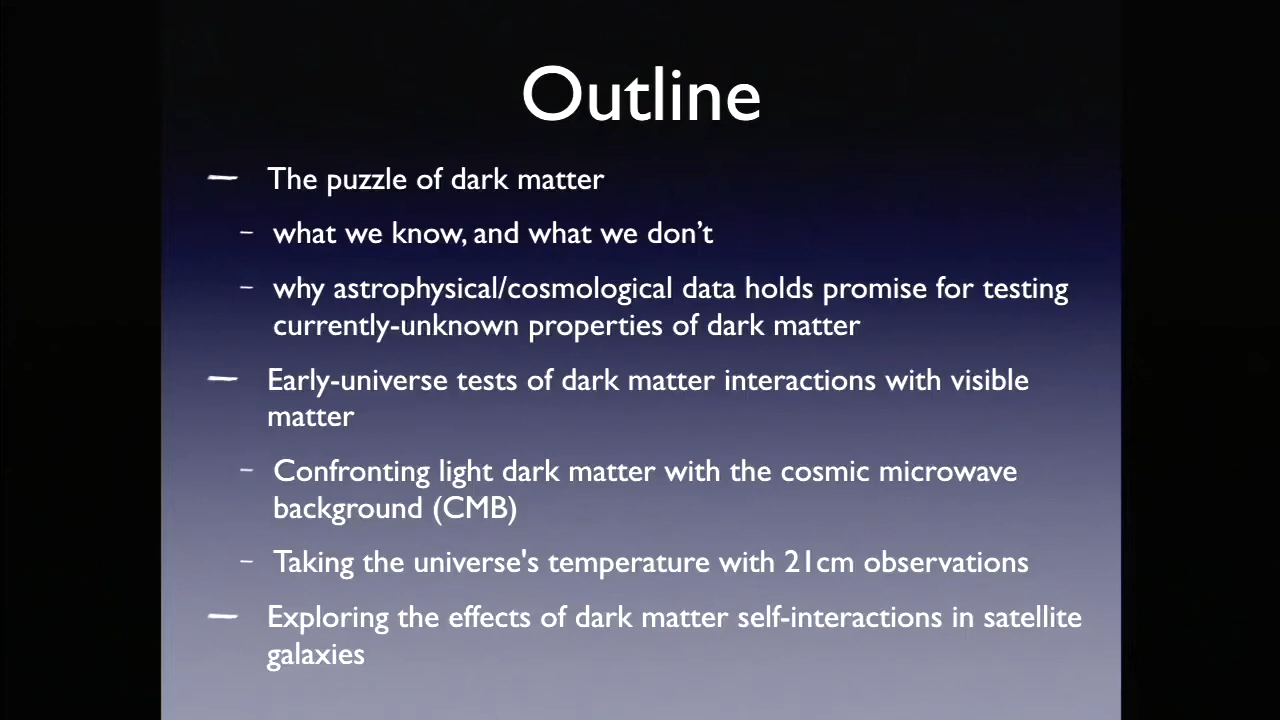 Outline
— The puzzle of dark matter
- what we know, and what we don’t
- why astrophysical/cosmological data holds promise for testing
currently-unknown properties of dark matter
— Early-universe tests of dark matter interactions with visible
matter
- Confronting light dark matter with the cosmic microwave
background (CMB)
- Taking the universe's temperature with 21cm observations
— Exploring the effects of dark matter self-interactions in satellite
galaxies